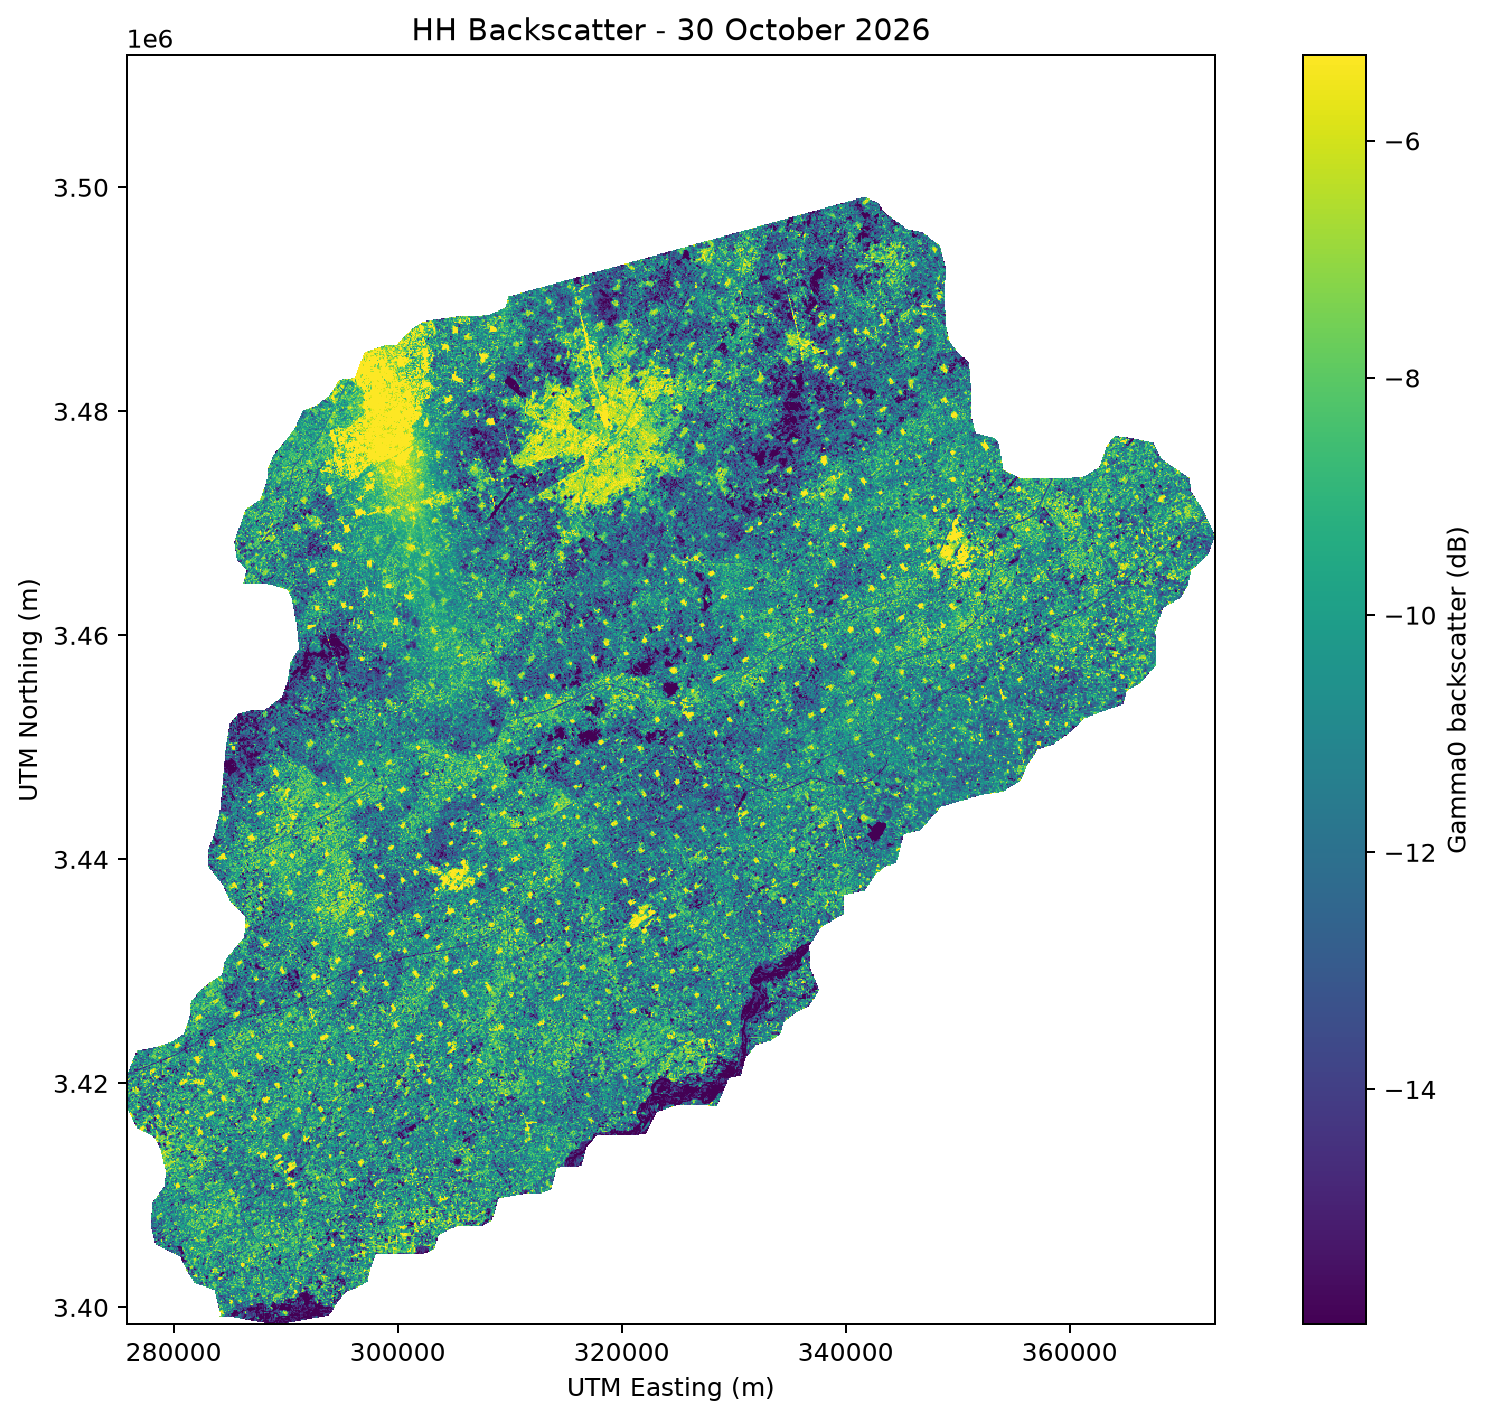 HH Backscatter - 30 October 2026
1e6
3.50
3.48
3.46
3.44
3.42
3.40
UTM Northing (m)
280000 300000 320000 340000 360000
UTM Easting (m)
−6
−8
−10
−12
−14
Gamma0 backscatter (dB)